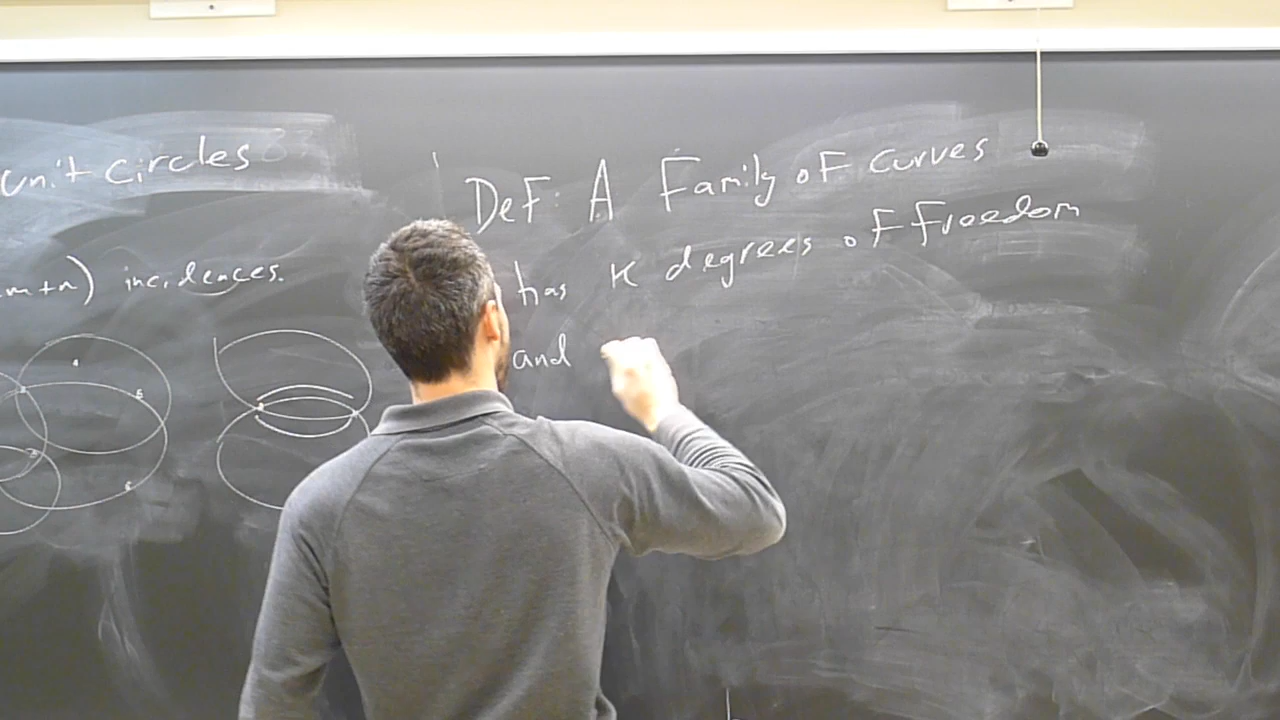 unit circles
m+n) incidences.
DeF: A Family oF curves
has K degrees oF Freedom
and